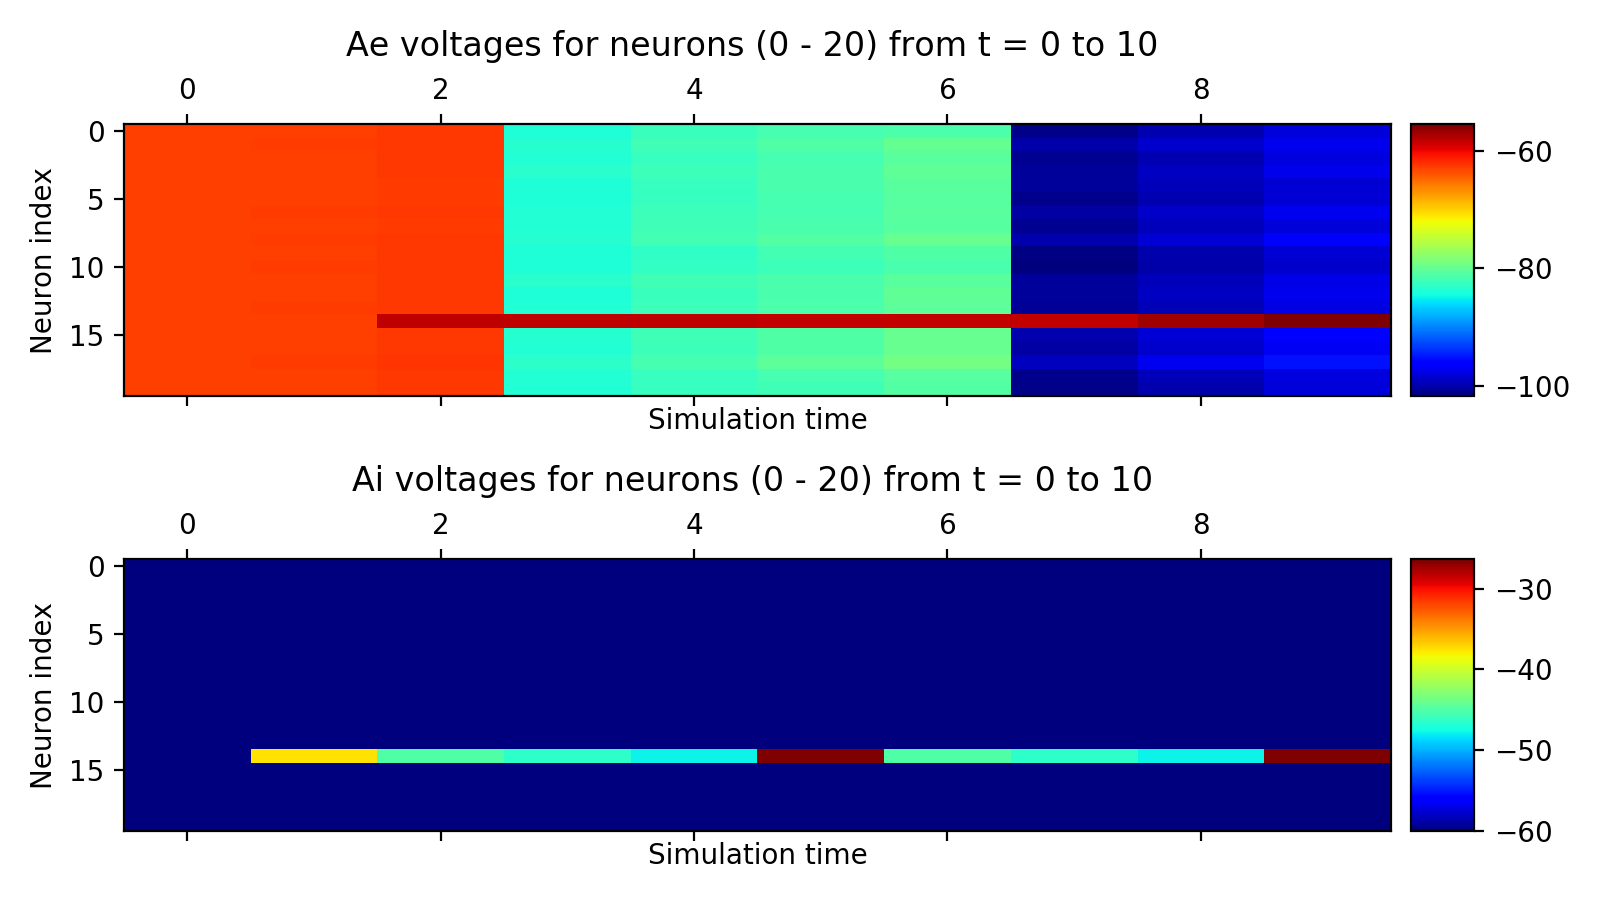 Ae voltages for neurons (0 - 20) from t = 0 to 10
0 2 4 6 8
Neuron index
0
5
10
15
−60
−80
−100
Simulation time
Ai voltages for neurons (0 - 20) from t = 0 to 10
0 2 4 6 8
Neuron index
0
5
10
15
−30
−40
−50
−60
Simulation time